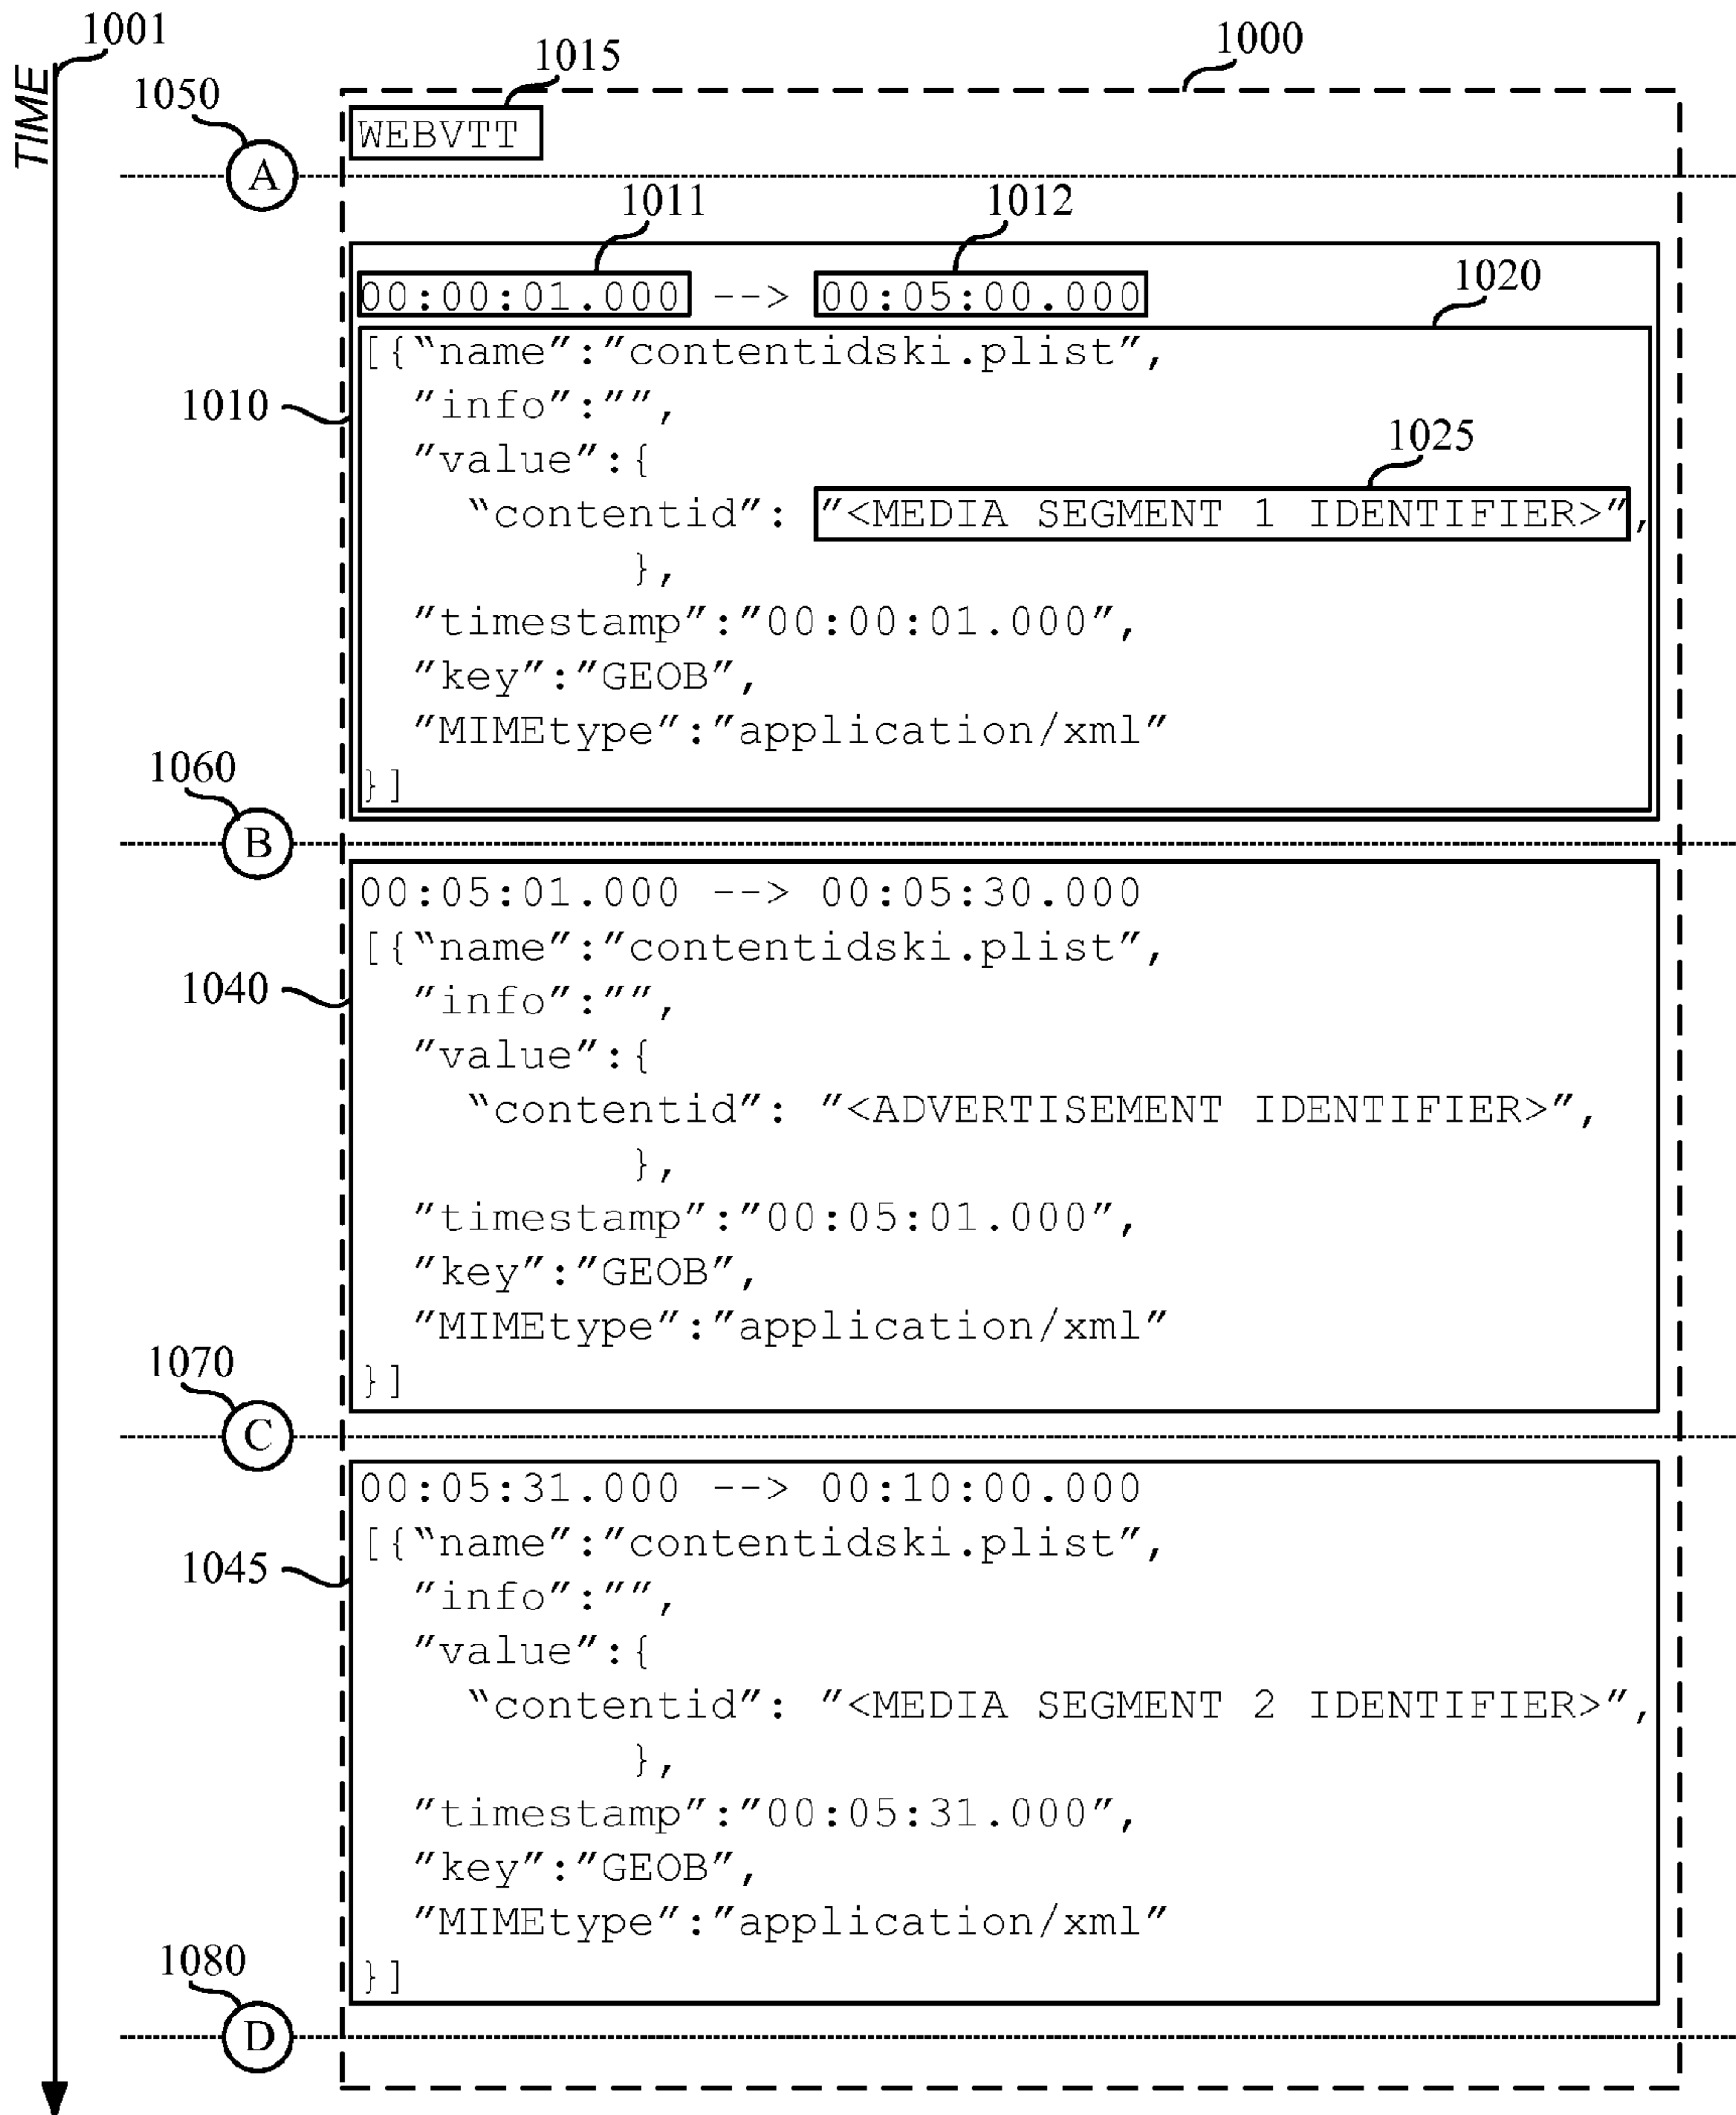 1001
TIME
1015
1000
1050
WEBVTT
A
1011
1012
00:00:01.000 --> 00:05:00.000
1020
[{“name”:”contentidski.plist”,
1010
”info”:””,
”value”:{
1025
“contentid”: ”<MEDIA SEGMENT 1 IDENTIFIER>”,
},
”timestamp”:”00:00:01.000”,
”key”:”GEOB”,
”MIMEtype”:”application/xml”
1060
}]
B
00:05:01.000 --> 00:05:30.000
[{“name”:”contentidski.plist”,
1040
”info”:””,
”value”:{
“contentid”: ”<ADVERTISEMENT IDENTIFIER>”,
},
”timestamp”:”00:05:01.000”,
”key”:”GEOB”,
”MIMEtype”:”application/xml”
1070
}]
C
00:05:31.000 --> 00:10:00.000
[{“name”:”contentidski.plist”,
1045
”info”:””,
”value”:{
“contentid”: ”<MEDIA SEGMENT 2 IDENTIFIER>”,
},
”timestamp”:”00:05:31.000”,
”key”:”GEOB”,
”MIMEtype”:”application/xml”
1080
}]
D